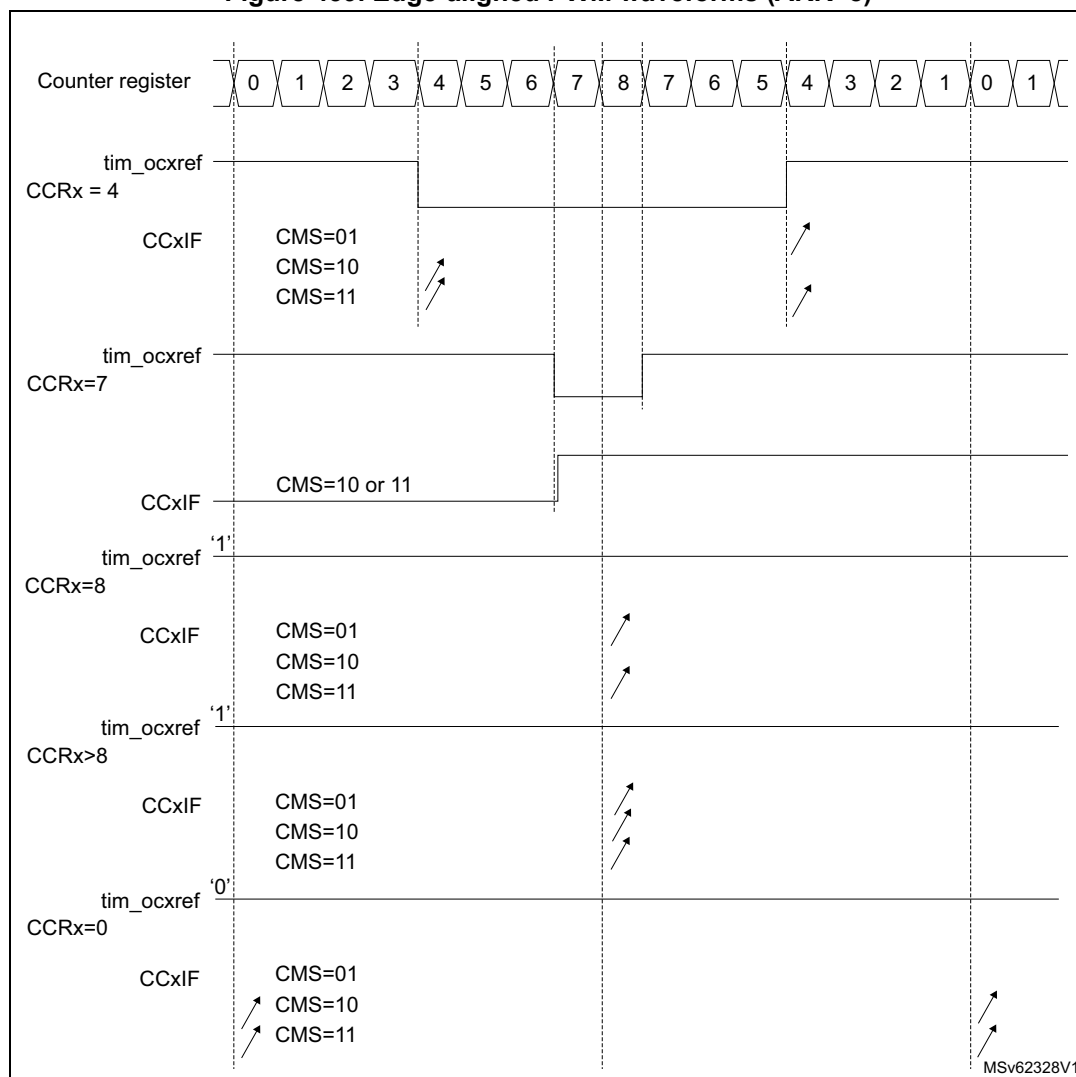 Counter register 0 1 2 3 4 5 6 7 8 7 6 5 4 3 2 1 0 1
tim_ocxref
CCRx = 4
CCxIF CMS=01
CMS=10
CMS=11
tim_ocxref
CCRx=7
CCxIF CMS=10 or 11
tim_ocxref '1'
CCRx=8
CCxIF CMS=01
CMS=10
CMS=11
tim_ocxref '1'
CCRx>8
CCxIF CMS=01
CMS=10
CMS=11
tim_ocxref '0'
CCRx=0
CCxIF CMS=01
CMS=10
CMS=11
MSv62328V1